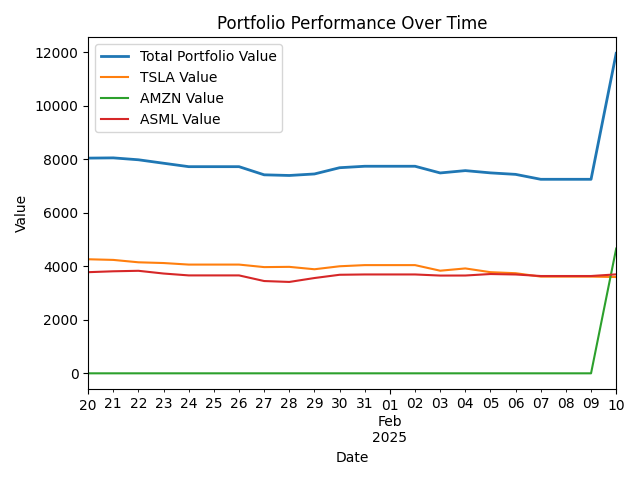 Portfolio Performance Over Time
Total Portfolio Value
TSLA Value
AMZN Value
ASML Value
12000
10000
8000
6000
4000
2000
0
Value
20 21 22 23 24 25 26 27 28 29 30 31 01 02 03 04 05 06 07 08 09 10
Feb
2025
Date